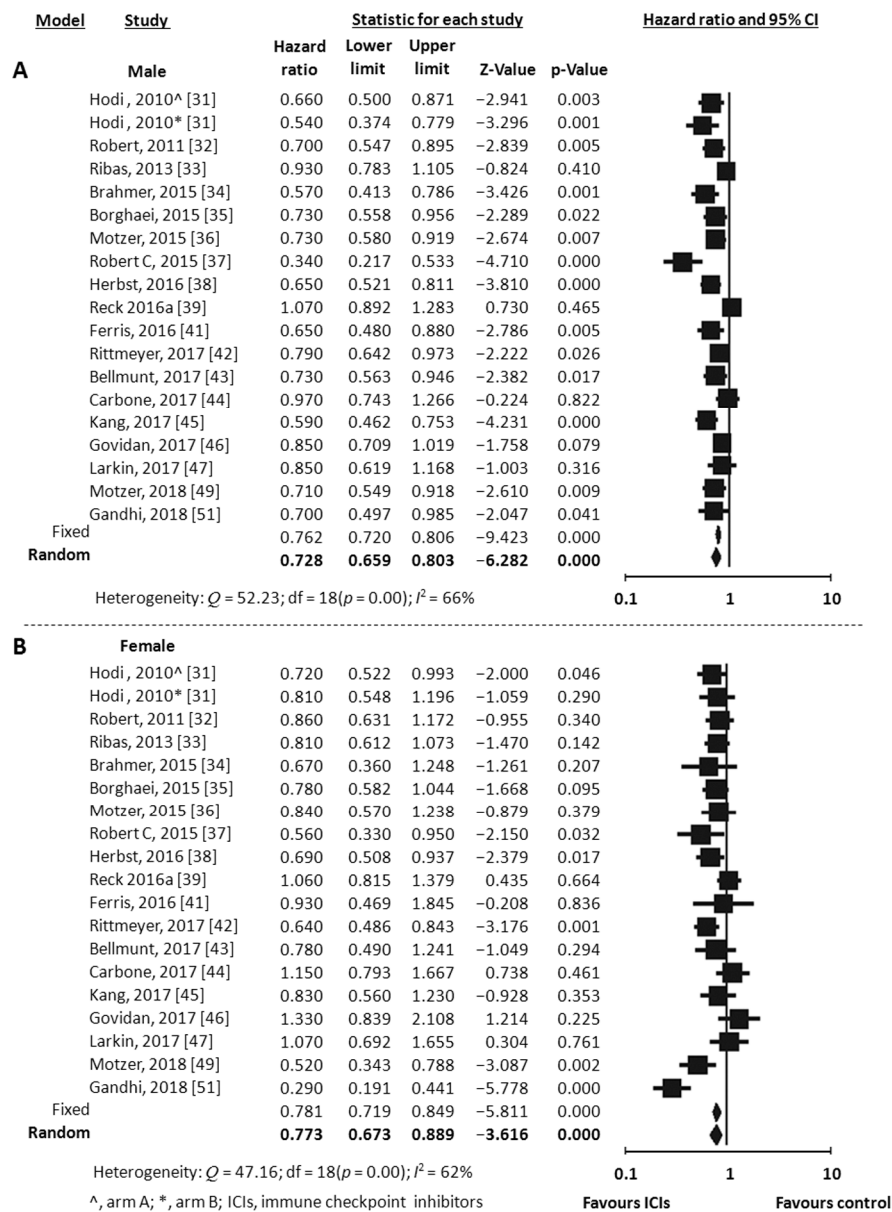 Model Study Statistic for each study Hazard ratio and 95% CI
Hazard Lower Upper
A Male ratio limit limit Z-Value p-Value
Hodi , 2010^ [31] 0.660 0.500 0.871 −2.941 0.003
Hodi , 2010* [31] 0.540 0.374 0.779 −3.296 0.001
Robert, 2011 [32] 0.700 0.547 0.895 −2.839 0.005
Ribas, 2013 [33] 0.930 0.783 1.105 −0.824 0.410
Brahmer, 2015 [34] 0.570 0.413 0.786 −3.426 0.001
Borghaei, 2015 [35] 0.730 0.558 0.956 −2.289 0.022
Motzer, 2015 [36] 0.730 0.580 0.919 −2.674 0.007
Robert C, 2015 [37] 0.340 0.217 0.533 −4.710 0.000
Herbst, 2016 [38] 0.650 0.521 0.811 −3.810 0.000
Reck 2016a [39] 1.070 0.892 1.283 0.730 0.465
Ferris, 2016 [41] 0.650 0.480 0.880 −2.786 0.005
Rittmeyer, 2017 [42] 0.790 0.642 0.973 −2.222 0.026
Bellmunt, 2017 [43] 0.730 0.563 0.946 −2.382 0.017
Carbone, 2017 [44] 0.970 0.743 1.266 −0.224 0.822
Kang, 2017 [45] 0.590 0.462 0.753 −4.231 0.000
Govidan, 2017 [46] 0.850 0.709 1.019 −1.758 0.079
Larkin, 2017 [47] 0.850 0.619 1.168 −1.003 0.316
Motzer, 2018 [49] 0.710 0.549 0.918 −2.610 0.009
Gandhi, 2018 [51] 0.700 0.497 0.985 −2.047 0.041
Fixed 0.762 0.720 0.806 −9.423 0.000
Random 0.728 0.659 0.803 −6.282 0.000
0.1 1 10
Heterogeneity: Q = 52.23; df = 18(p = 0.00); I² = 66%
B Female
Hodi , 2010^ [31] 0.720 0.522 0.993 −2.000 0.046
Hodi , 2010* [31] 0.810 0.548 1.196 −1.059 0.290
Robert, 2011 [32] 0.860 0.631 1.172 −0.955 0.340
Ribas, 2013 [33] 0.810 0.612 1.073 −1.470 0.142
Brahmer, 2015 [34] 0.670 0.360 1.248 −1.261 0.207
Borghaei, 2015 [35] 0.780 0.582 1.044 −1.668 0.095
Motzer, 2015 [36] 0.840 0.570 1.238 −0.879 0.379
Robert C, 2015 [37] 0.560 0.330 0.950 −2.150 0.032
Herbst, 2016 [38] 0.690 0.508 0.937 −2.379 0.017
Reck 2016a [39] 1.060 0.815 1.379 0.435 0.664
Ferris, 2016 [41] 0.930 0.469 1.845 −0.208 0.836
Rittmeyer, 2017 [42] 0.640 0.486 0.843 −3.176 0.001
Bellmunt, 2017 [43] 0.780 0.490 1.241 −1.049 0.294
Carbone, 2017 [44] 1.150 0.793 1.667 0.738 0.461
Kang, 2017 [45] 0.830 0.560 1.230 −0.928 0.353
Govidan, 2017 [46] 1.330 0.839 2.108 1.214 0.225
Larkin, 2017 [47] 1.070 0.692 1.655 0.304 0.761
Motzer, 2018 [49] 0.520 0.343 0.788 −3.087 0.002
Gandhi, 2018 [51] 0.290 0.191 0.441 −5.778 0.000
Fixed 0.781 0.719 0.849 −5.811 0.000
Random 0.773 0.673 0.889 −3.616 0.000
Heterogeneity: Q = 47.16; df = 18(p = 0.00); I² = 62% 0.1 1 10
^, arm A; *, arm B; ICIs, immune checkpoint inhibitors Favours ICIs Favours control